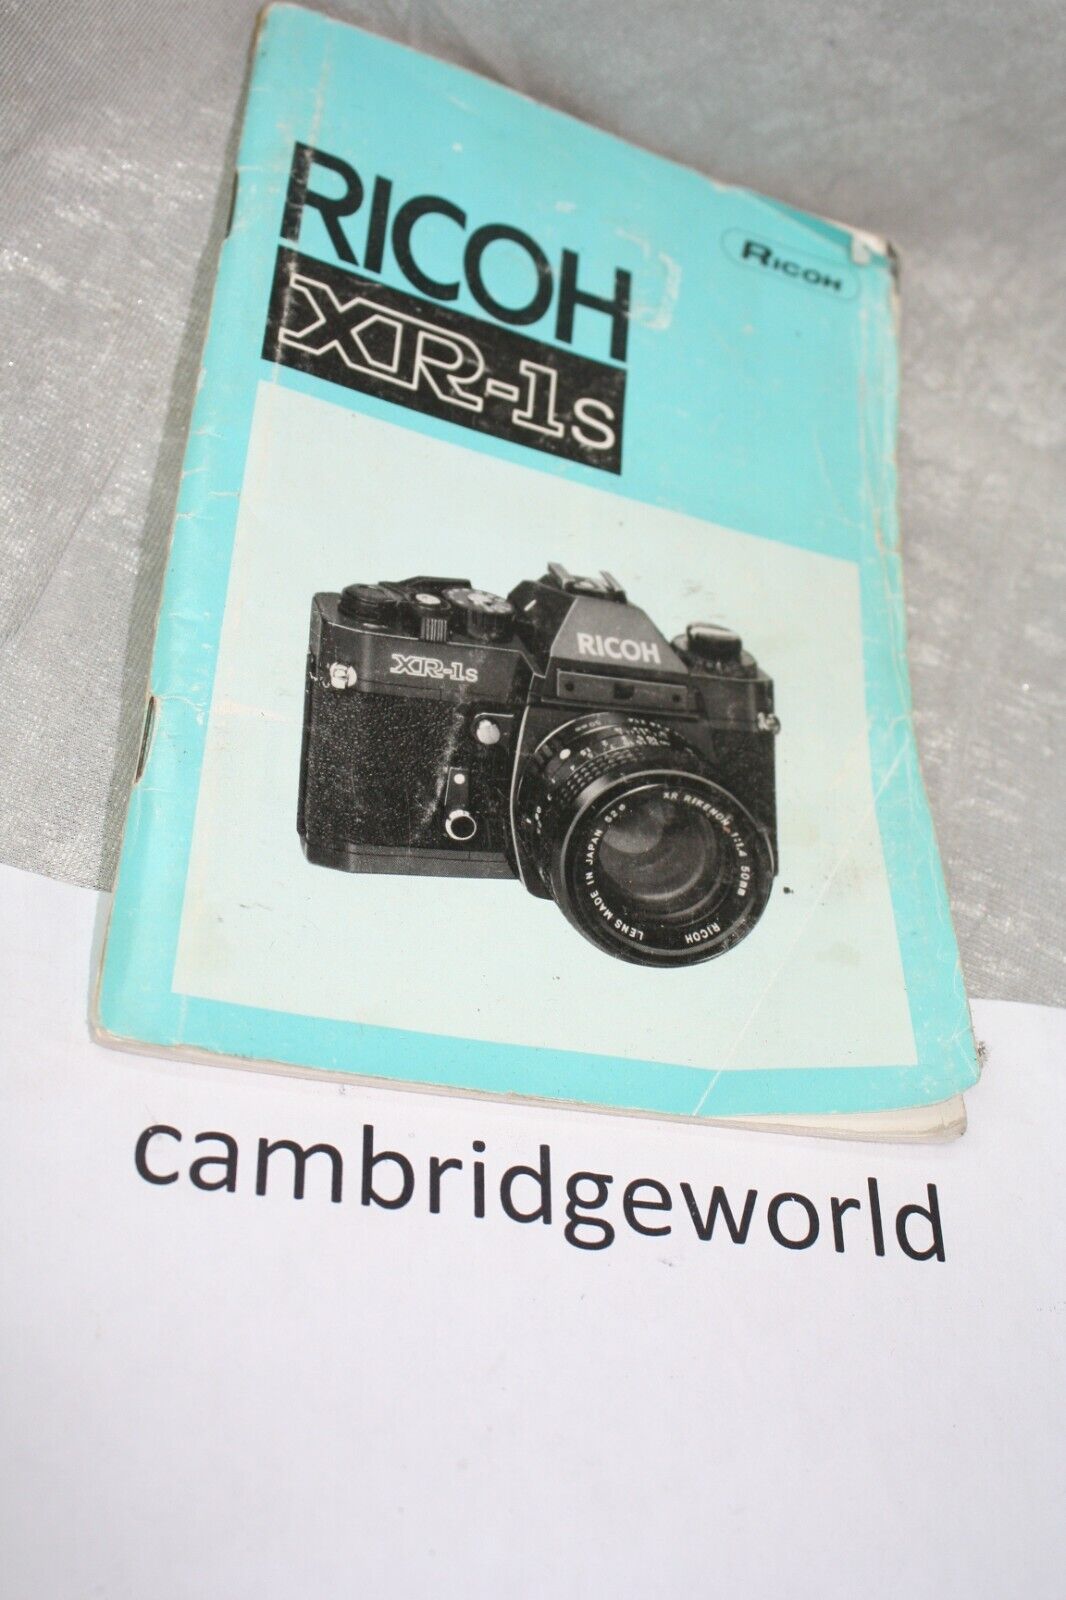 RICOH
RICOH
XR-1s
RICOH
XR-1s
XR RIKENON 1:1.4 50mm RICOH LENS MADE IN JAPAN 52⌀
cambridgeworld